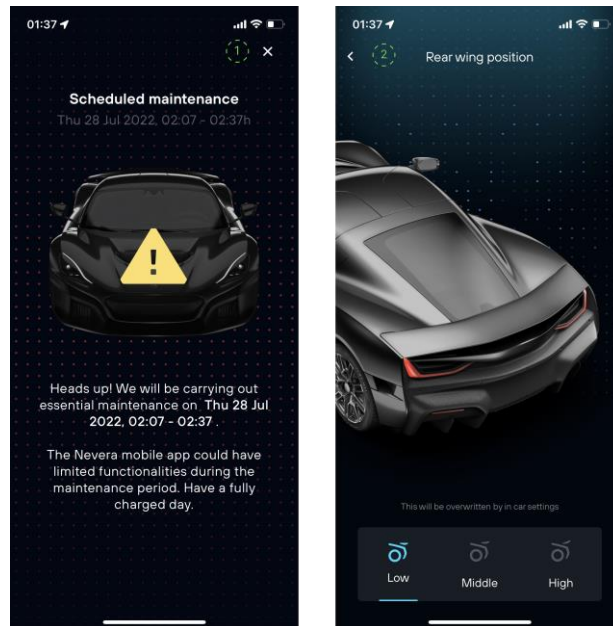 01:37
1
Scheduled maintenance
Thu 28 Jul 2022, 02:07 - 02:37h
Heads up! We will be carrying out
essential maintenance on Thu 28 Jul
2022, 02:07 - 02:37 .
The Nevera mobile app could have
limited functionalities during the
maintenance period. Have a fully
charged day.
01:37
2
Rear wing position
This will be overwritten by in car settings
Low
Middle
High